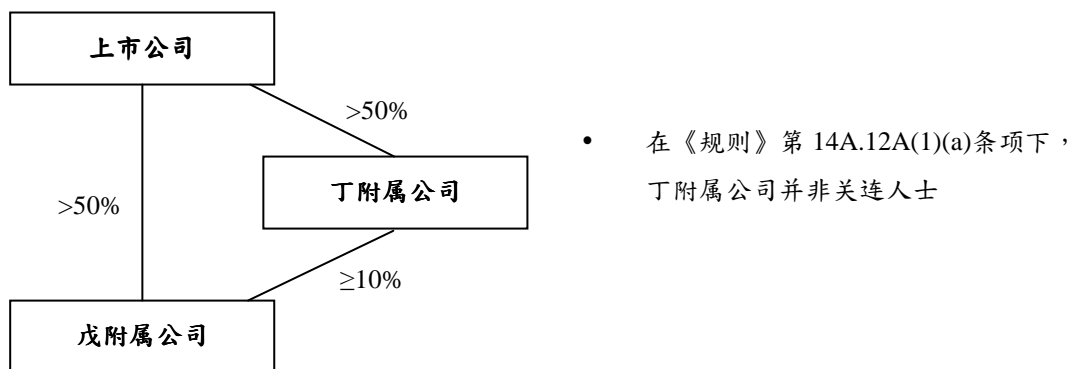 上市公司
>50%
• 在《规则》第 14A.12A(1)(a)条项下，
丁附属公司并非关连人士
丁附属公司
>50%
≥10%
戊附属公司